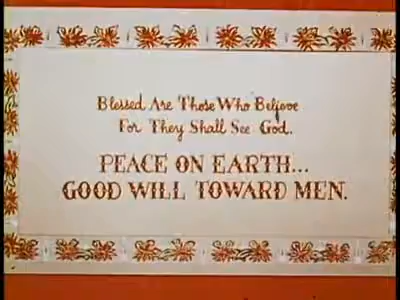 Blessed Are Those Who Believe
For They Shall See God.
PEACE ON EARTH...
GOOD WILL TOWARD MEN.